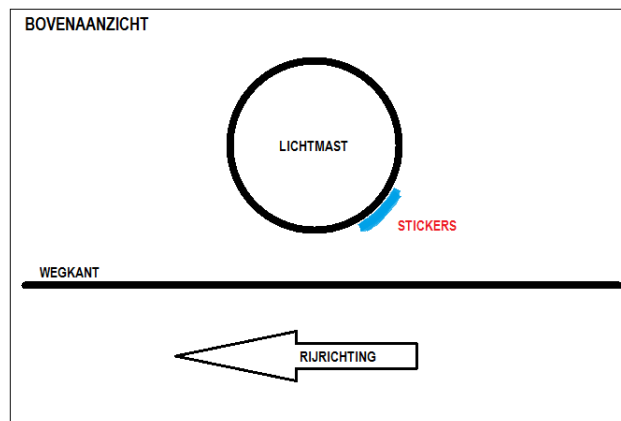 BOVENAANZICHT
LICHTMAST
STICKERS
WEGKANT
RIJRICHTING